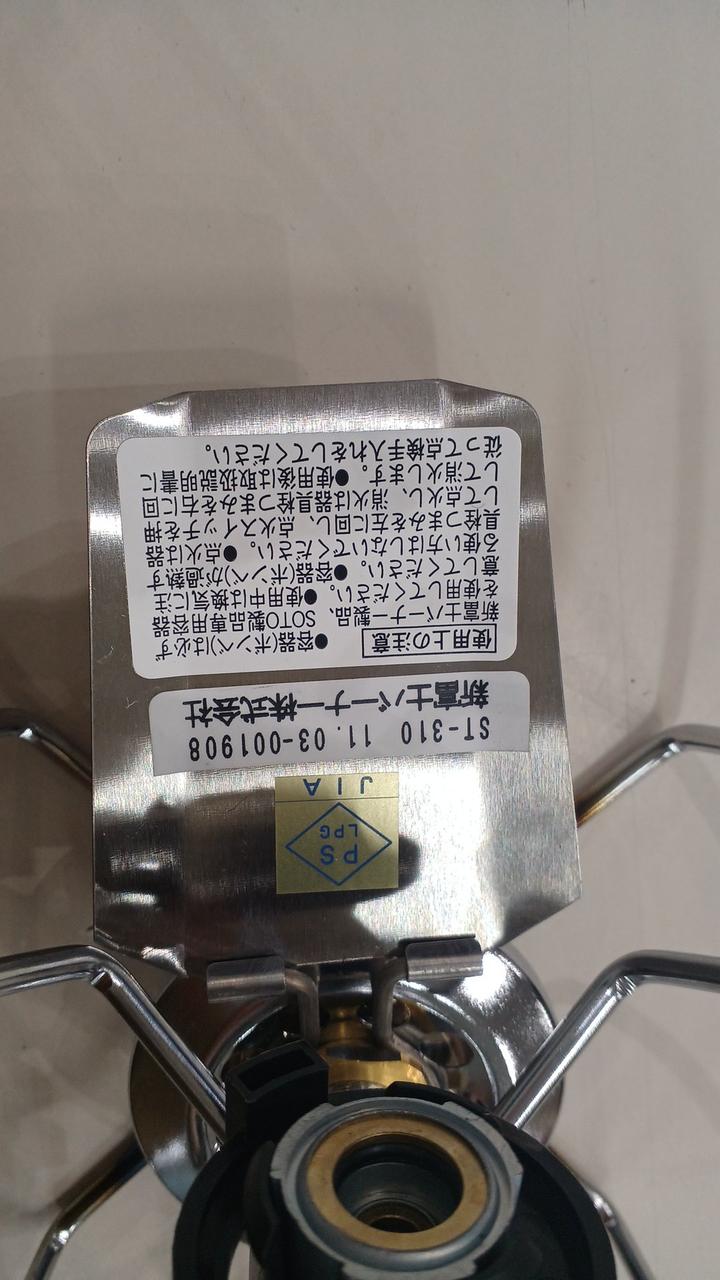 PS
LPG
JIA
ST-310 11. 03-001908
新富士バーナー株式会社
使用上の注意 ●容器(ボンベ)は必ず
新富士バーナー製品、SOTO製品専用容器
を使用してください。●使用中は換気に注
意してください。●容器(ボンベ)が過熱す
る使い方はしないでください。●点火は器
具栓つまみを左に回し、点火スイッチを押
して点火し、消火は器具栓つまみを右に回
して消火します。●使用後は取扱説明書に
従って点検手入れをしてください。